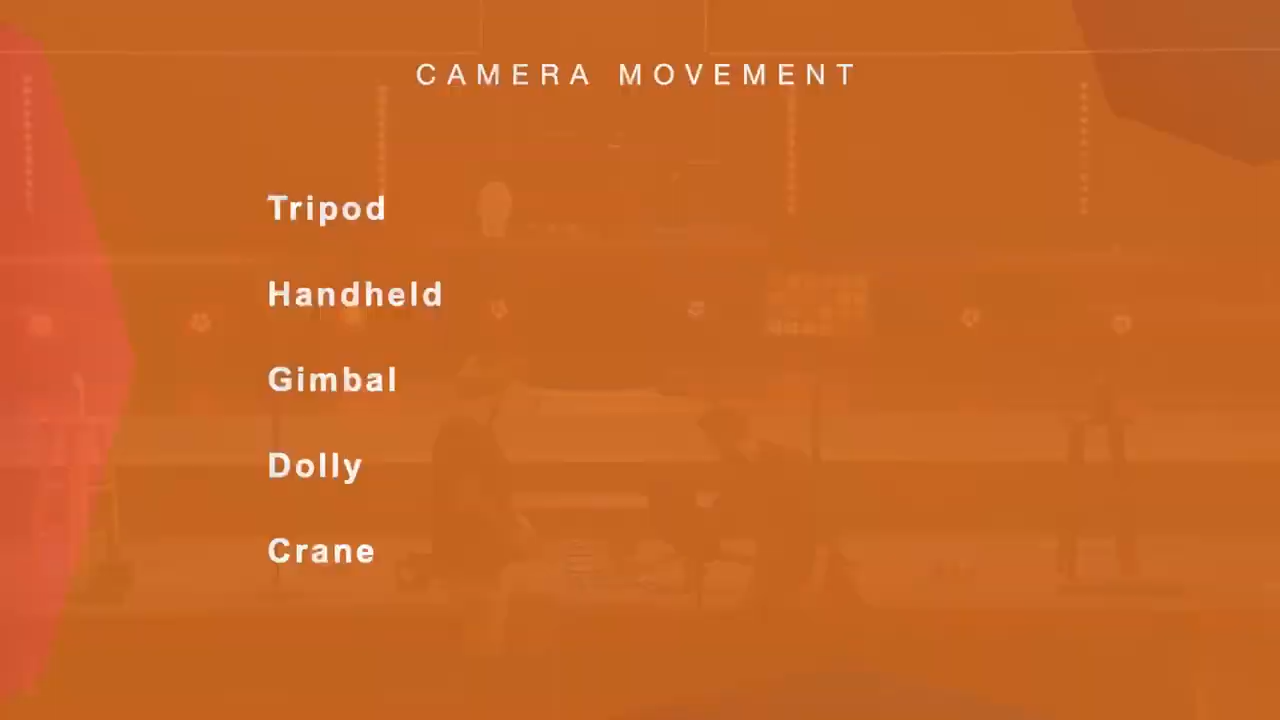 CAMERA MOVEMENT
Tripod
Handheld
Gimbal
Dolly
Crane